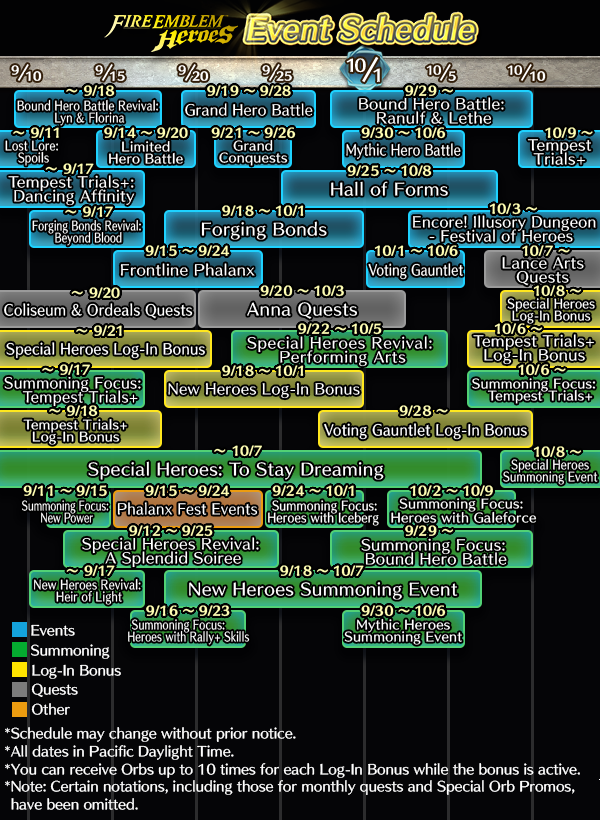 FIRE EMBLEM
Heroes
Event Schedule
9/10 9/15 9/20 9/25 10/1 10/5 10/10
~ 9/18
Bound Hero Battle Revival:
Lyn & Florina
9/19 ~ 9/28
Grand Hero Battle
9/29 ~
Bound Hero Battle:
Ranulf & Lethe
~ 9/11
Lost Lore:
Spoils
9/14 ~ 9/20
Limited
Hero Battle
9/21 ~ 9/26
Grand
Conquests
9/30 ~ 10/6
Mythic Hero Battle
10/9 ~
Tempest
Trials+
~ 9/17
Tempest Trials+:
Dancing Affinity
9/25 ~ 10/8
Hall of Forms
~ 9/17
Forging Bonds Revival:
Beyond Blood
9/18 ~ 10/1
Forging Bonds
10/3 ~
Encore! Illusory Dungeon
- Festival of Heroes
9/15 ~ 9/24
Frontline Phalanx
10/1 ~ 10/6
Voting Gauntlet
10/7 ~
Lance Arts
Quests
~ 9/20
Coliseum & Ordeals Quests
9/20 ~ 10/3
Anna Quests
10/8 ~
Special Heroes
Log-In Bonus
~ 9/21
Special Heroes Log-In Bonus
9/22 ~ 10/5
Special Heroes Revival:
Performing Arts
10/6 ~
Tempest Trials+
Log-In Bonus
~ 9/17
Summoning Focus:
Tempest Trials+
9/18 ~ 10/1
New Heroes Log-In Bonus
10/6 ~
Summoning Focus:
Tempest Trials+
~ 9/18
Tempest Trials+
Log-In Bonus
9/28 ~
Voting Gauntlet Log-In Bonus
~ 10/7
Special Heroes: To Stay Dreaming
10/8 ~
Special Heroes
Summoning Event
9/11 ~ 9/15
Summoning Focus:
New Power
9/15 ~ 9/24
Phalanx Fest Events
9/24 ~ 10/1
Summoning Focus:
Heroes with Iceberg
10/2 ~ 10/9
Summoning Focus:
Heroes with Galeforce
9/12 ~ 9/25
Special Heroes Revival:
A Splendid Soiree
9/29 ~
Summoning Focus:
Bound Hero Battle
~ 9/17
New Heroes Revival:
Heir of Light
9/18 ~ 10/7
New Heroes Summoning Event
9/16 ~ 9/23
Summoning Focus:
Heroes with Rally+ Skills
9/30 ~ 10/6
Mythic Heroes
Summoning Event
Events
Summoning
Log-In Bonus
Quests
Other
*Schedule may change without prior notice.
*All dates in Pacific Daylight Time.
*You can receive Orbs up to 10 times for each Log-In Bonus while the bonus is active.
*Note: Certain notations, including those for monthly quests and Special Orb Promos,
have been omitted.